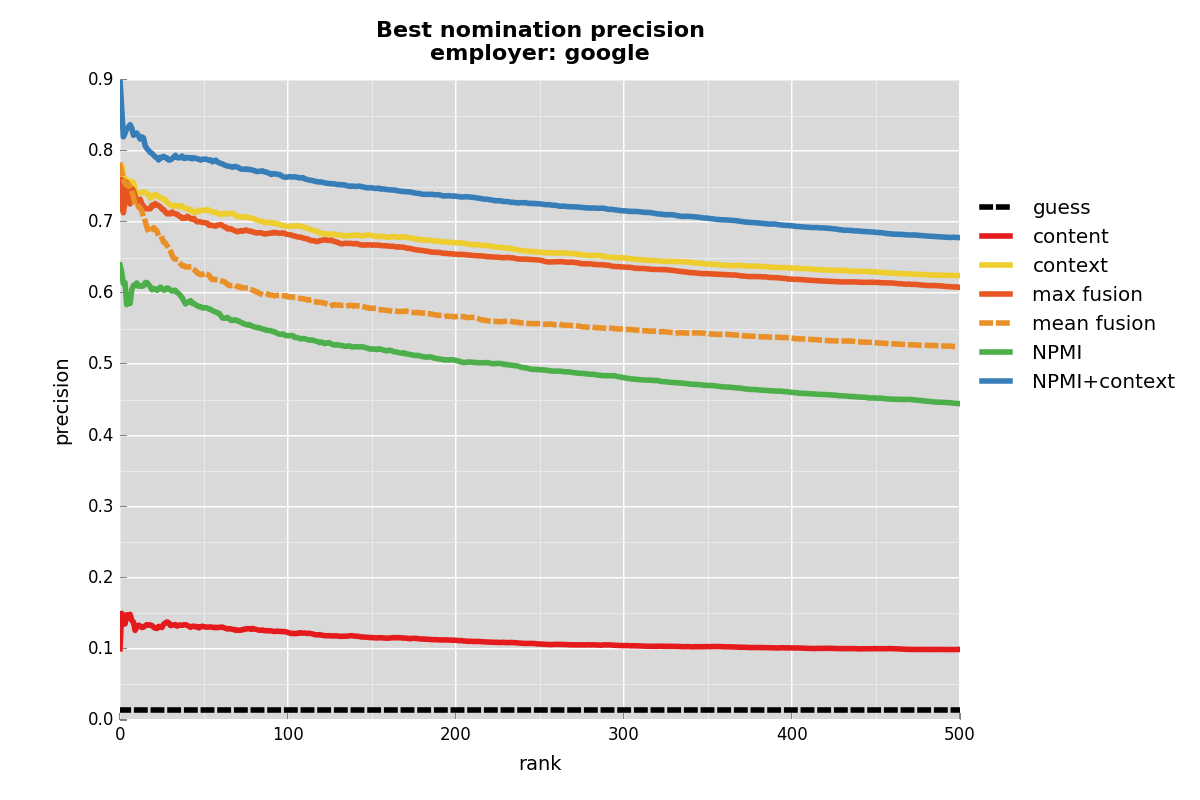 Best nomination precision
employer: google
precision
0.9
0.8
0.7
0.6
0.5
0.4
0.3
0.2
0.1
0.0
0 100 200 300 400 500
rank
guess
content
context
max fusion
mean fusion
NPMI
NPMI+context